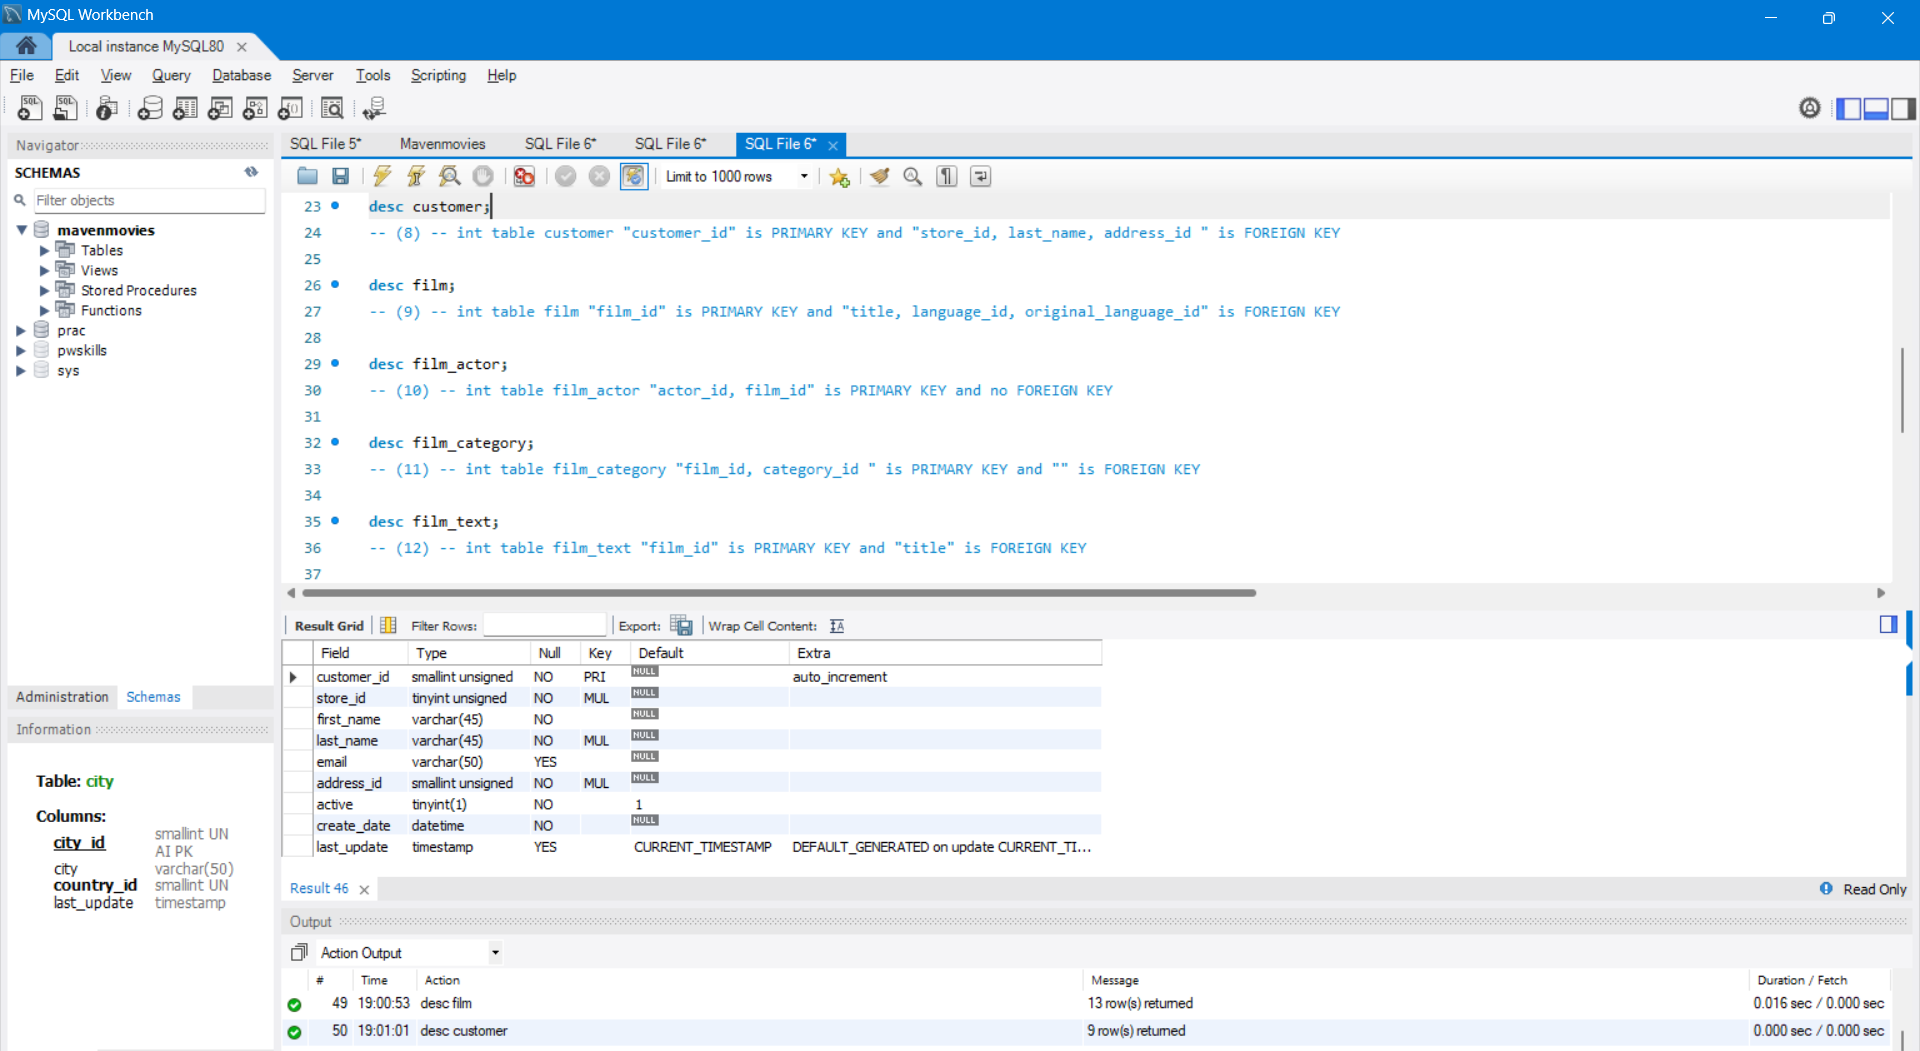 MySQL Workbench
Local instance MySQL80
File Edit View Query Database Server Tools Scripting Help
Navigator
SCHEMAS
Filter objects
mavenmovies
Tables
Views
Stored Procedures
Functions
prac
pwskills
sys
Administration Schemas
Information
Table: city
Columns:
city_id smallint UN AI PK
city varchar(50)
country_id smallint UN
last_update timestamp
SQL File 5* Mavenmovies SQL File 6* SQL File 6* SQL File 6*
Limit to 1000 rows
23 desc customer;
24 -- (8) -- int table customer "customer_id" is PRIMARY KEY and "store_id, last_name, address_id " is FOREIGN KEY
25
26 desc film;
27 -- (9) -- int table film "film_id" is PRIMARY KEY and "title, language_id, original_language_id" is FOREIGN KEY
28
29 desc film_actor;
30 -- (10) -- int table film_actor "actor_id, film_id" is PRIMARY KEY and no FOREIGN KEY
31
32 desc film_category;
33 -- (11) -- int table film_category "film_id, category_id " is PRIMARY KEY and "" is FOREIGN KEY
34
35 desc film_text;
36 -- (12) -- int table film_text "film_id" is PRIMARY KEY and "title" is FOREIGN KEY
37
Result Grid Filter Rows: Export: Wrap Cell Content:
Field Type Null Key Default Extra
customer_id smallint unsigned NO PRI NULL auto_increment
store_id tinyint unsigned NO MUL NULL
first_name varchar(45) NO NULL
last_name varchar(45) NO MUL NULL
email varchar(50) YES NULL
address_id smallint unsigned NO MUL NULL
active tinyint(1) NO 1
create_date datetime NO NULL
last_update timestamp YES CURRENT_TIMESTAMP DEFAULT_GENERATED on update CURRENT_TI...
Result 46 Read Only
Output
Action Output
# Time Action Message Duration / Fetch
49 19:00:53 desc film 13 row(s) returned 0.016 sec / 0.000 sec
50 19:01:01 desc customer 9 row(s) returned 0.000 sec / 0.000 sec